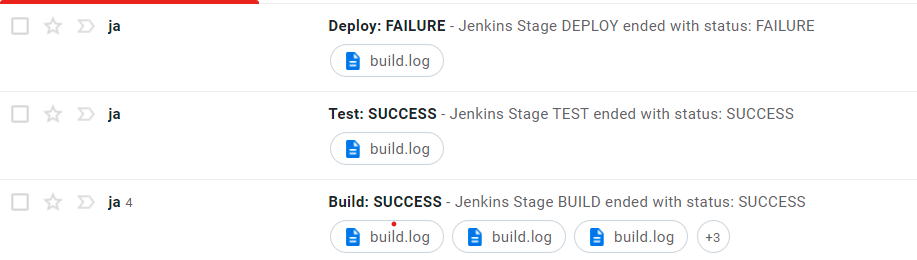 ja Deploy: FAILURE - Jenkins Stage DEPLOY ended with status: FAILURE
build.log
ja Test: SUCCESS - Jenkins Stage TEST ended with status: SUCCESS
build.log
ja 4 Build: SUCCESS - Jenkins Stage BUILD ended with status: SUCCESS
build.log build.log build.log +3